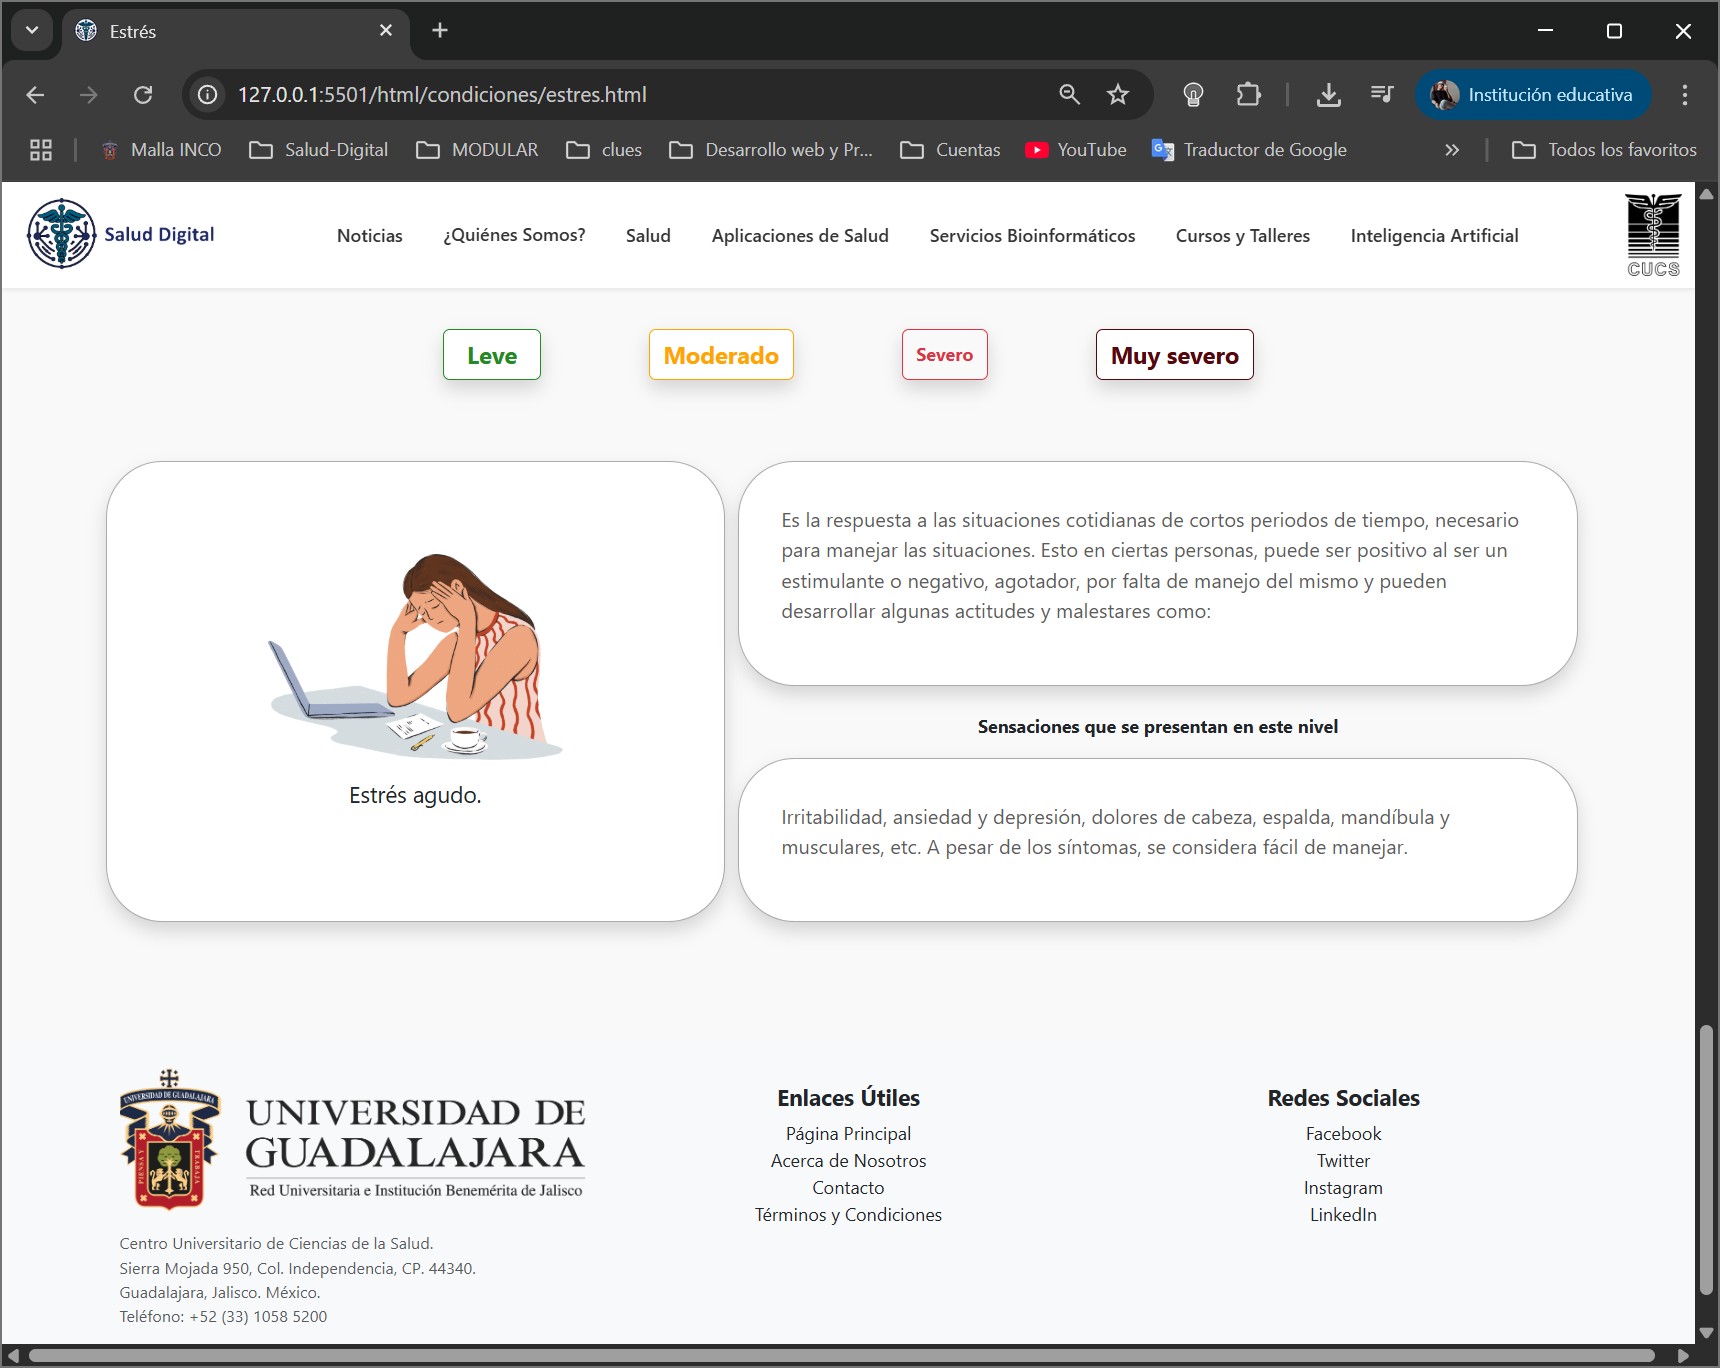 Estrés
127.0.0.1:5501/html/condiciones/estres.html
Institución educativa
Malla INCO
Salud-Digital
MODULAR
clues
Desarrollo web y Pr...
Cuentas
YouTube
Traductor de Google
Todos los favoritos
Salud Digital
Noticias
¿Quiénes Somos?
Salud
Aplicaciones de Salud
Servicios Bioinformáticos
Cursos y Talleres
Inteligencia Artificial
CUCS
Leve
Moderado
Severo
Muy severo
Estrés agudo.
Es la respuesta a las situaciones cotidianas de cortos periodos de tiempo, necesario
para manejar las situaciones. Esto en ciertas personas, puede ser positivo al ser un
estimulante o negativo, agotador, por falta de manejo del mismo y pueden
desarrollar algunas actitudes y malestares como:
Sensaciones que se presentan en este nivel
Irritabilidad, ansiedad y depresión, dolores de cabeza, espalda, mandíbula y
musculares, etc. A pesar de los síntomas, se considera fácil de manejar.
UNIVERSIDAD DE GUADALAJARA
PIENSA Y
TRABAJA
UNIVERSIDAD DE
GUADALAJARA
Red Universitaria e Institución Benemérita de Jalisco
Centro Universitario de Ciencias de la Salud.
Sierra Mojada 950, Col. Independencia, CP. 44340.
Guadalajara, Jalisco. México.
Teléfono: +52 (33) 1058 5200
Enlaces Útiles
Página Principal
Acerca de Nosotros
Contacto
Términos y Condiciones
Redes Sociales
Facebook
Twitter
Instagram
LinkedIn